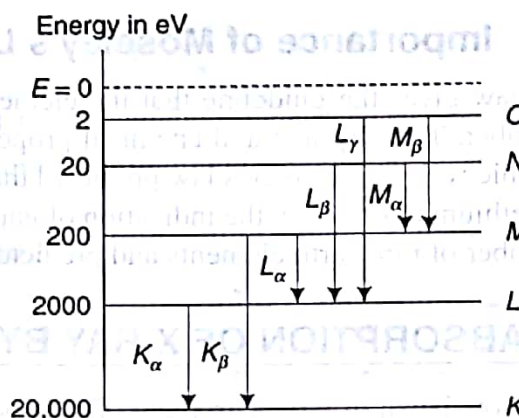 Energy in eV
E = 0
2 O
L_γ M_β
20 N
L_β M_α
200 M
L_α
2000 L
K_α K_β
20,000 K